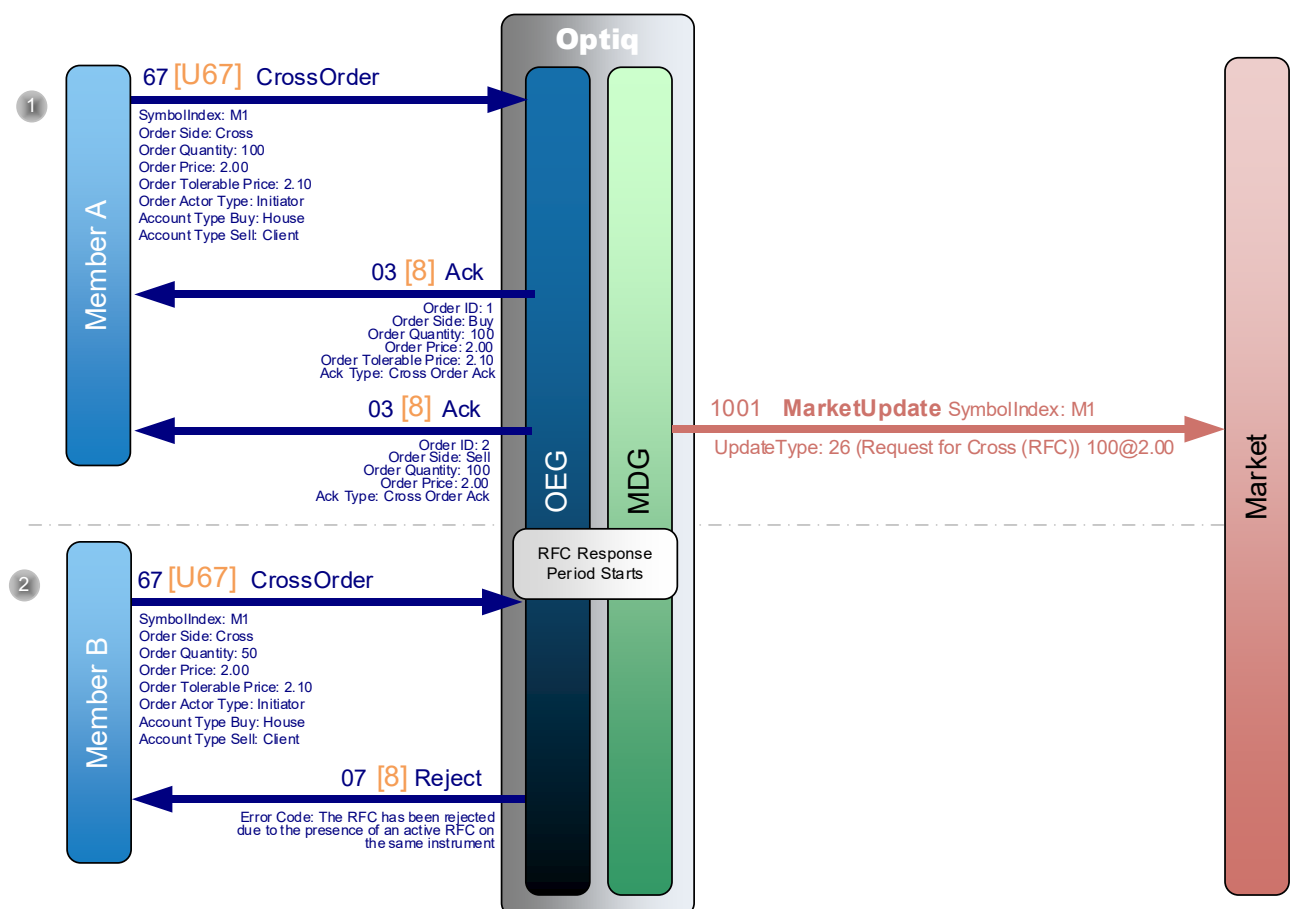 Optiq
1
Member A
67 [U67] CrossOrder
SymbolIndex: M1
Order Side: Cross
Order Quantity: 100
Order Price: 2.00
Order Tolerable Price: 2.10
Order Actor Type: Initiator
Account Type Buy: House
Account Type Sell: Client
03 [8] Ack
Order ID: 1
Order Side: Buy
Order Quantity: 100
Order Price: 2.00
Order Tolerable Price: 2.10
Ack Type: Cross Order Ack
03 [8] Ack
Order ID: 2
Order Side: Sell
Order Quantity: 100
Order Price: 2.00
Ack Type: Cross Order Ack
OEG
MDG
1001 MarketUpdate SymbolIndex: M1
UpdateType: 26 (Request for Cross (RFC)) 100@2.00
Market
RFC Response
Period Starts
2
Member B
67 [U67] CrossOrder
SymbolIndex: M1
Order Side: Cross
Order Quantity: 50
Order Price: 2.00
Order Tolerable Price: 2.10
Order Actor Type: Initiator
Account Type Buy: House
Account Type Sell: Client
07 [8] Reject
Error Code: The RFC has been rejected
due to the presence of an active RFC on
the same instrument